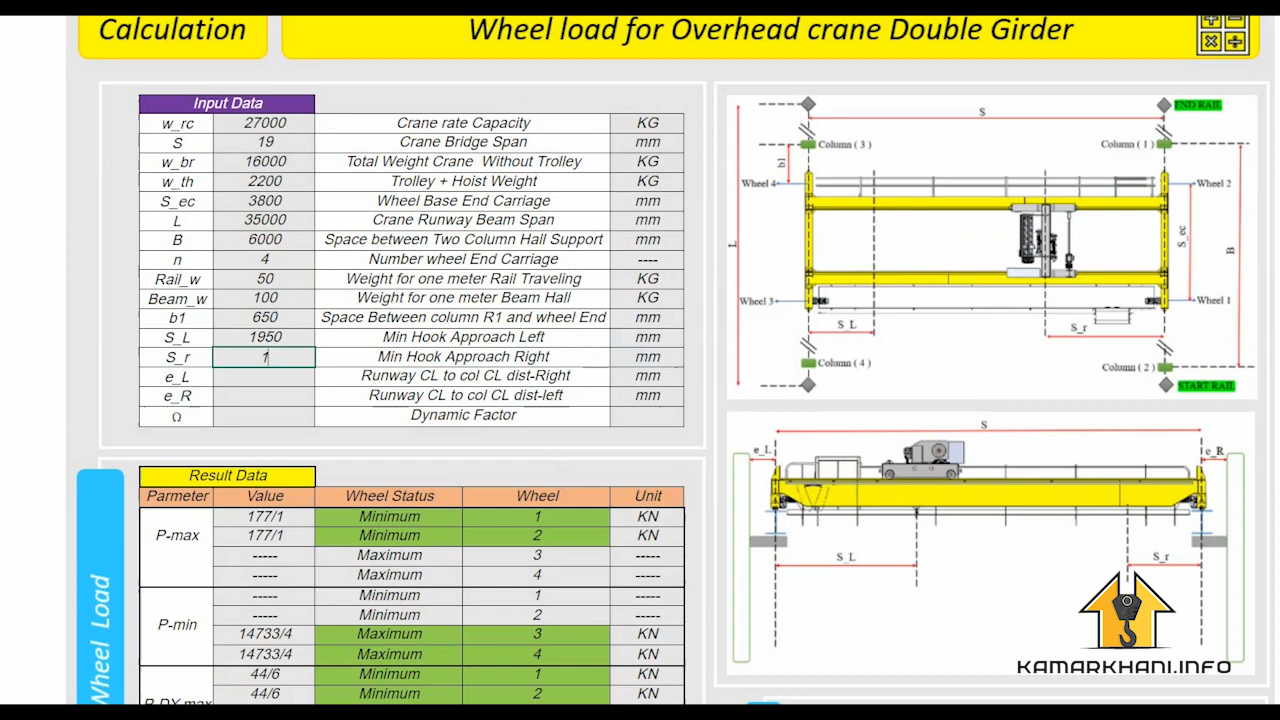 Calculation
Wheel load for Overhead crane Double Girder
Input Data
w_rc 27000 Crane rate Capacity KG
S 19 Crane Bridge Span mm
w_br 16000 Total Weight Crane Without Trolley KG
w_th 2200 Trolley + Hoist Weight KG
S_ec 3800 Wheel Base End Carriage mm
L 35000 Crane Runway Beam Span mm
B 6000 Space between Two Column Hall Support mm
n 4 Number wheel End Carriage ----
Rail_w 50 Weight for one meter Rail Traveling KG
Beam_w 100 Weight for one meter Beam Hall KG
b1 650 Space Between column R1 and wheel End mm
S_L 1950 Min Hook Approach Left mm
S_r 1 Min Hook Approach Right mm
e_L Runway CL to col CL dist-Right mm
e_R Runway CL to col CL dist-left mm
Ω Dynamic Factor
Result Data
Parmeter Value Wheel Status Wheel Unit
P-max
177/1 Minimum 1 KN
177/1 Minimum 2 KN
----- Maximum 3 -----
----- Maximum 4 -----
P-min
----- Minimum 1 -----
----- Minimum 2 -----
14733/4 Maximum 3 KN
14733/4 Maximum 4 KN
44/6 Minimum 1 KN
44/6 Minimum 2 KN
P-DY max
Wheel Load
S
END RAIL
Column ( 3 )
Column ( 1 )
b1
Wheel 4
Wheel 2
L
S_ec
B
Wheel 3
Wheel 1
S_L
S_r
Column ( 4 )
Column ( 2 )
START RAIL
S
e_L
e_R
S_L
S_r
KAMARKHANI.INFO